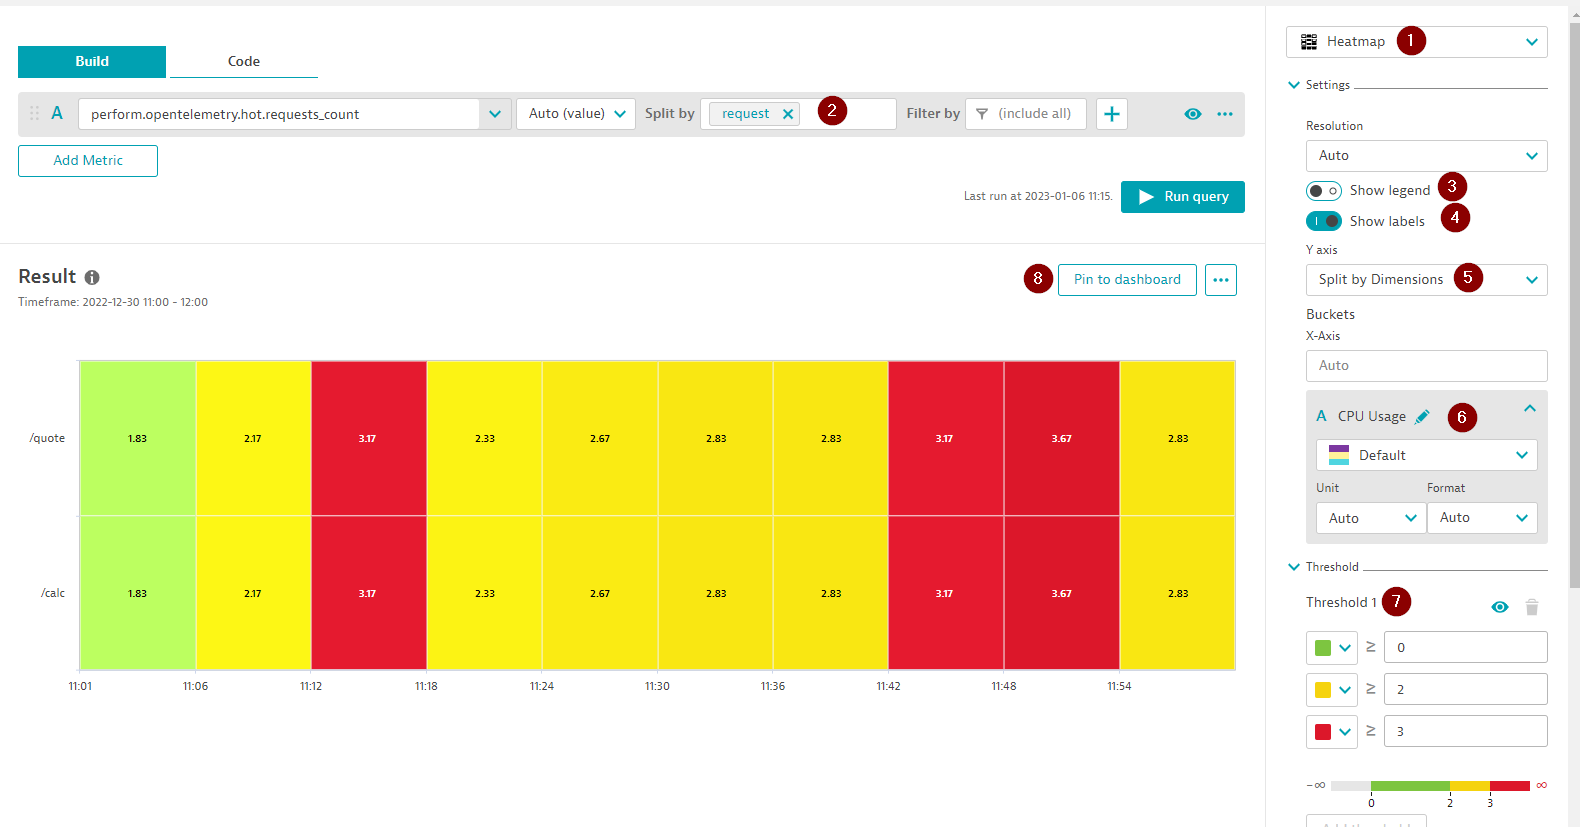 Build
Code
A perform.opentelemetry.hot.requests_count Auto (value) Split by request 2 Filter by (include all)
Add Metric
Last run at 2023-01-06 11:15. Run query
Result
Timeframe: 2022-12-30 11:00 - 12:00
8 Pin to dashboard
/quote 1.83 2.17 3.17 2.33 2.67 2.83 2.83 3.17 3.67 2.83
/calc 1.83 2.17 3.17 2.33 2.67 2.83 2.83 3.17 3.67 2.83
11:01 11:06 11:12 11:18 11:24 11:30 11:36 11:42 11:48 11:54
Heatmap 1
Settings
Resolution
Auto
Show legend 3
Show labels 4
Y axis
Split by Dimensions 5
Buckets
X-Axis
Auto
A CPU Usage 6
Default
Unit Format
Auto Auto
Threshold
Threshold 1 7
≥ 0
≥ 2
≥ 3
-∞ ∞
0 2 3